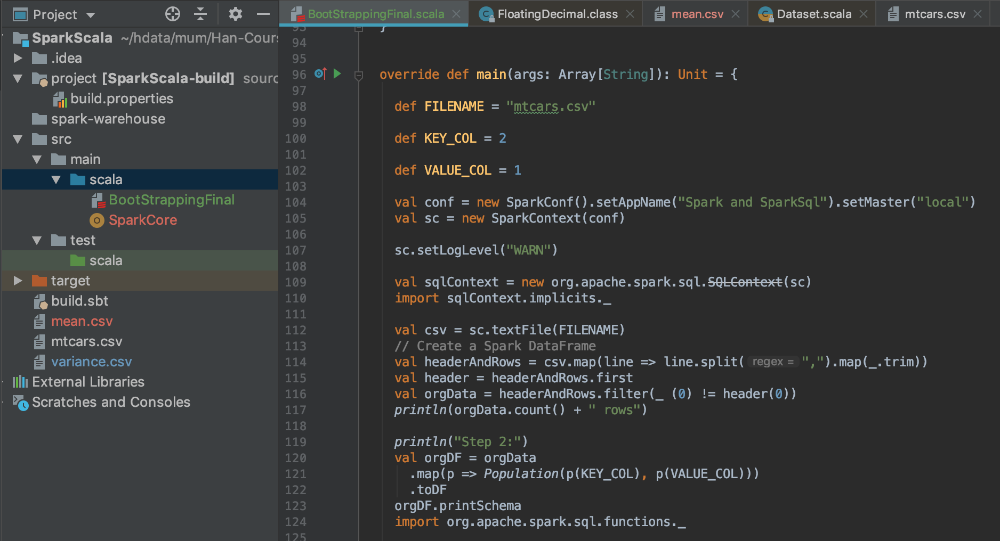 Project
SparkScala ~/hdata/mum/Han-Cours
.idea
project [SparkScala-build] sourc
build.properties
spark-warehouse
src
main
scala
BootStrappingFinal
SparkCore
test
scala
target
build.sbt
mean.csv
mtcars.csv
variance.csv
External Libraries
Scratches and Consoles
BootStrappingFinal.scala FloatingDecimal.class mean.csv Dataset.scala mtcars.csv
93 }
94
95
96 override def main(args: Array[String]): Unit = {
97
98 def FILENAME = "mtcars.csv"
99
100 def KEY_COL = 2
101
102 def VALUE_COL = 1
103
104 val conf = new SparkConf().setAppName("Spark and SparkSql").setMaster("local")
105 val sc = new SparkContext(conf)
106
107 sc.setLogLevel("WARN")
108
109 val sqlContext = new org.apache.spark.sql.SQLContext(sc)
110 import sqlContext.implicits._
111
112 val csv = sc.textFile(FILENAME)
113 // Create a Spark DataFrame
114 val headerAndRows = csv.map(line => line.split( regex = ",").map(_.trim))
115 val header = headerAndRows.first
116 val orgData = headerAndRows.filter(_ (0) != header(0))
117 println(orgData.count() + " rows")
118
119 println("Step 2:")
120 val orgDF = orgData
121 .map(p => Population(p(KEY_COL), p(VALUE_COL)))
122 .toDF
123 orgDF.printSchema
124 import org.apache.spark.sql.functions._
125